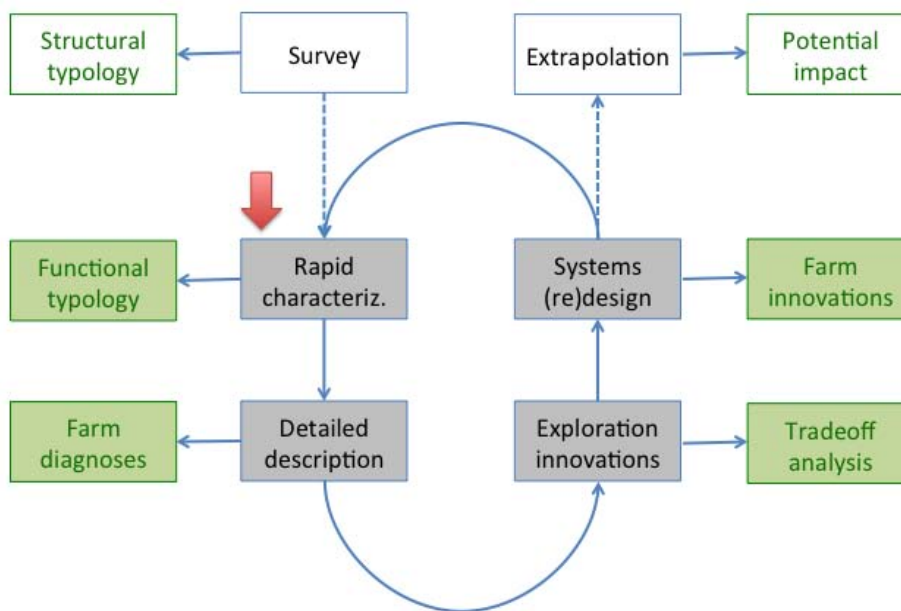 Structural
typology
Survey
Extrapolation
Potential
impact
Functional
typology
Rapid
characteriz.
Systems
(re)design
Farm
innovations
Farm
diagnoses
Detailed
description
Exploration
innovations
Tradeoff
analysis